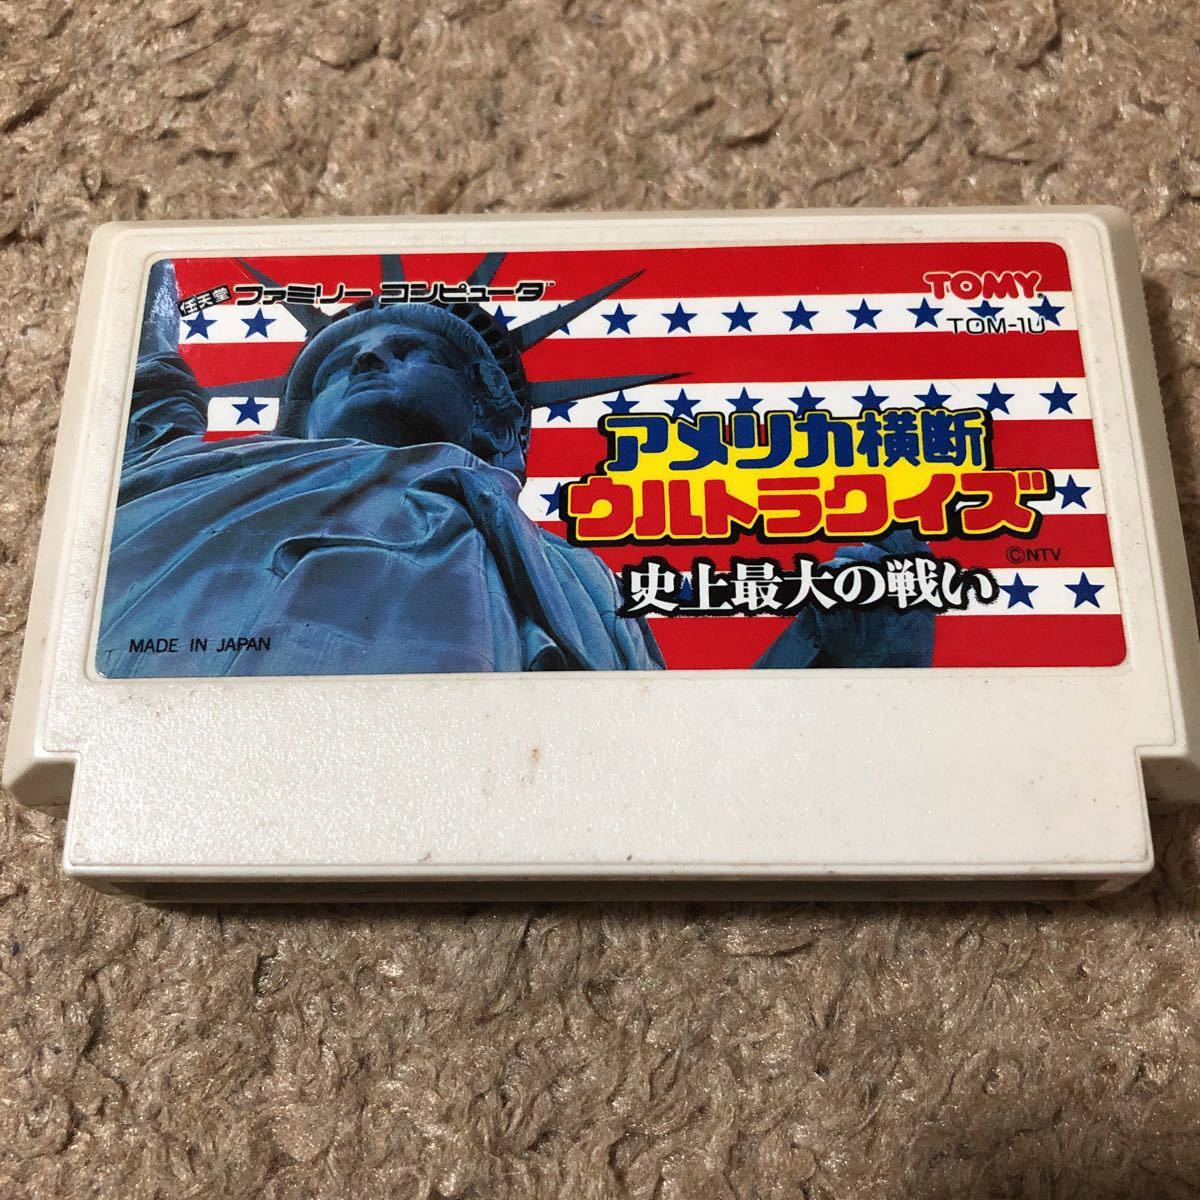 任天堂 ファミリー コンピュータ™
TOMY®
TOM-1U
アメリカ横断
ウルトラクイズ
©NTV
史上最大の戦い
MADE IN JAPAN